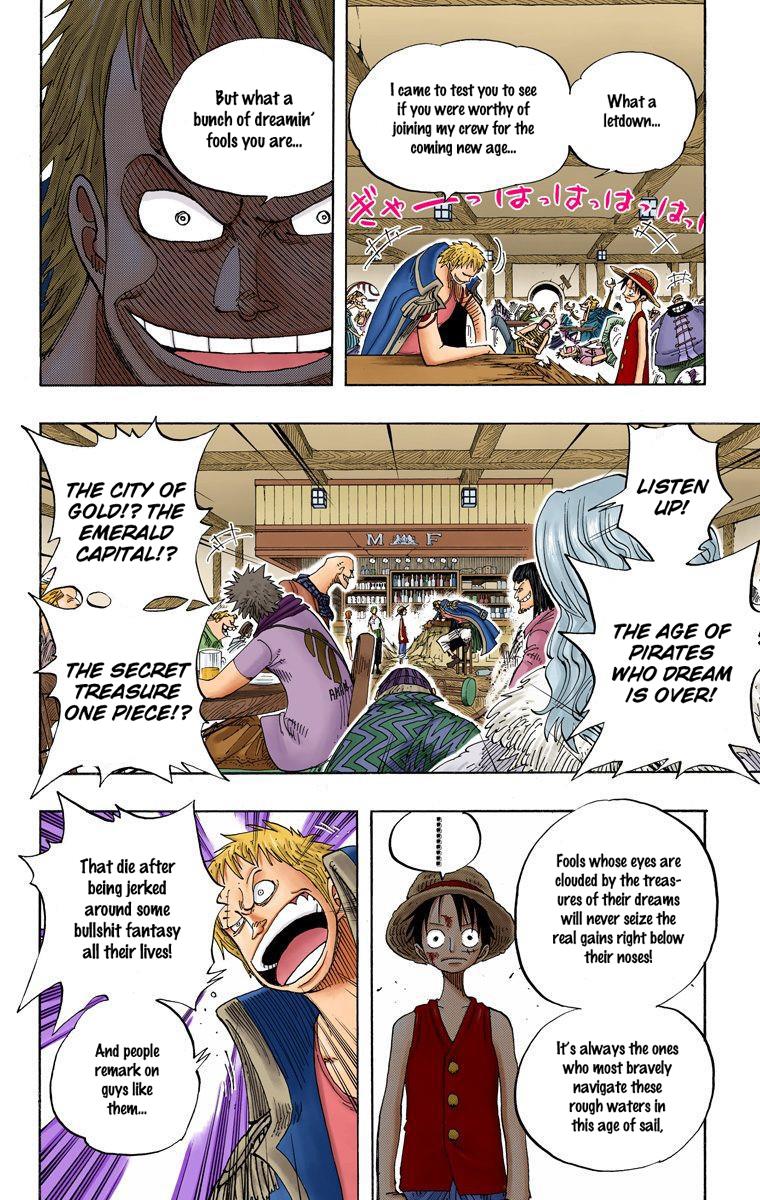 What a
letdown...
I came to test you to see
if you were worthy of
joining my crew for the
coming new age...
ぎゃーっはっはっはっはっ
But what a
bunch of dreamin'
fools you are...
LISTEN
UP!
THE AGE OF
PIRATES
WHO DREAM
IS OVER!
M F
THE CITY OF
GOLD!? THE
EMERALD
CAPITAL!?
THE SECRET
TREASURE
ONE PIECE!?
Fools whose eyes are
clouded by the treas-
ures of their dreams
will never seize the
real gains right below
their noses!
It's always the ones
who most bravely
navigate these
rough waters in
this age of sail,
.........
That die after
being jerked
around some
bullshit fantasy
all their lives!
And people
remark on
guys like
them...